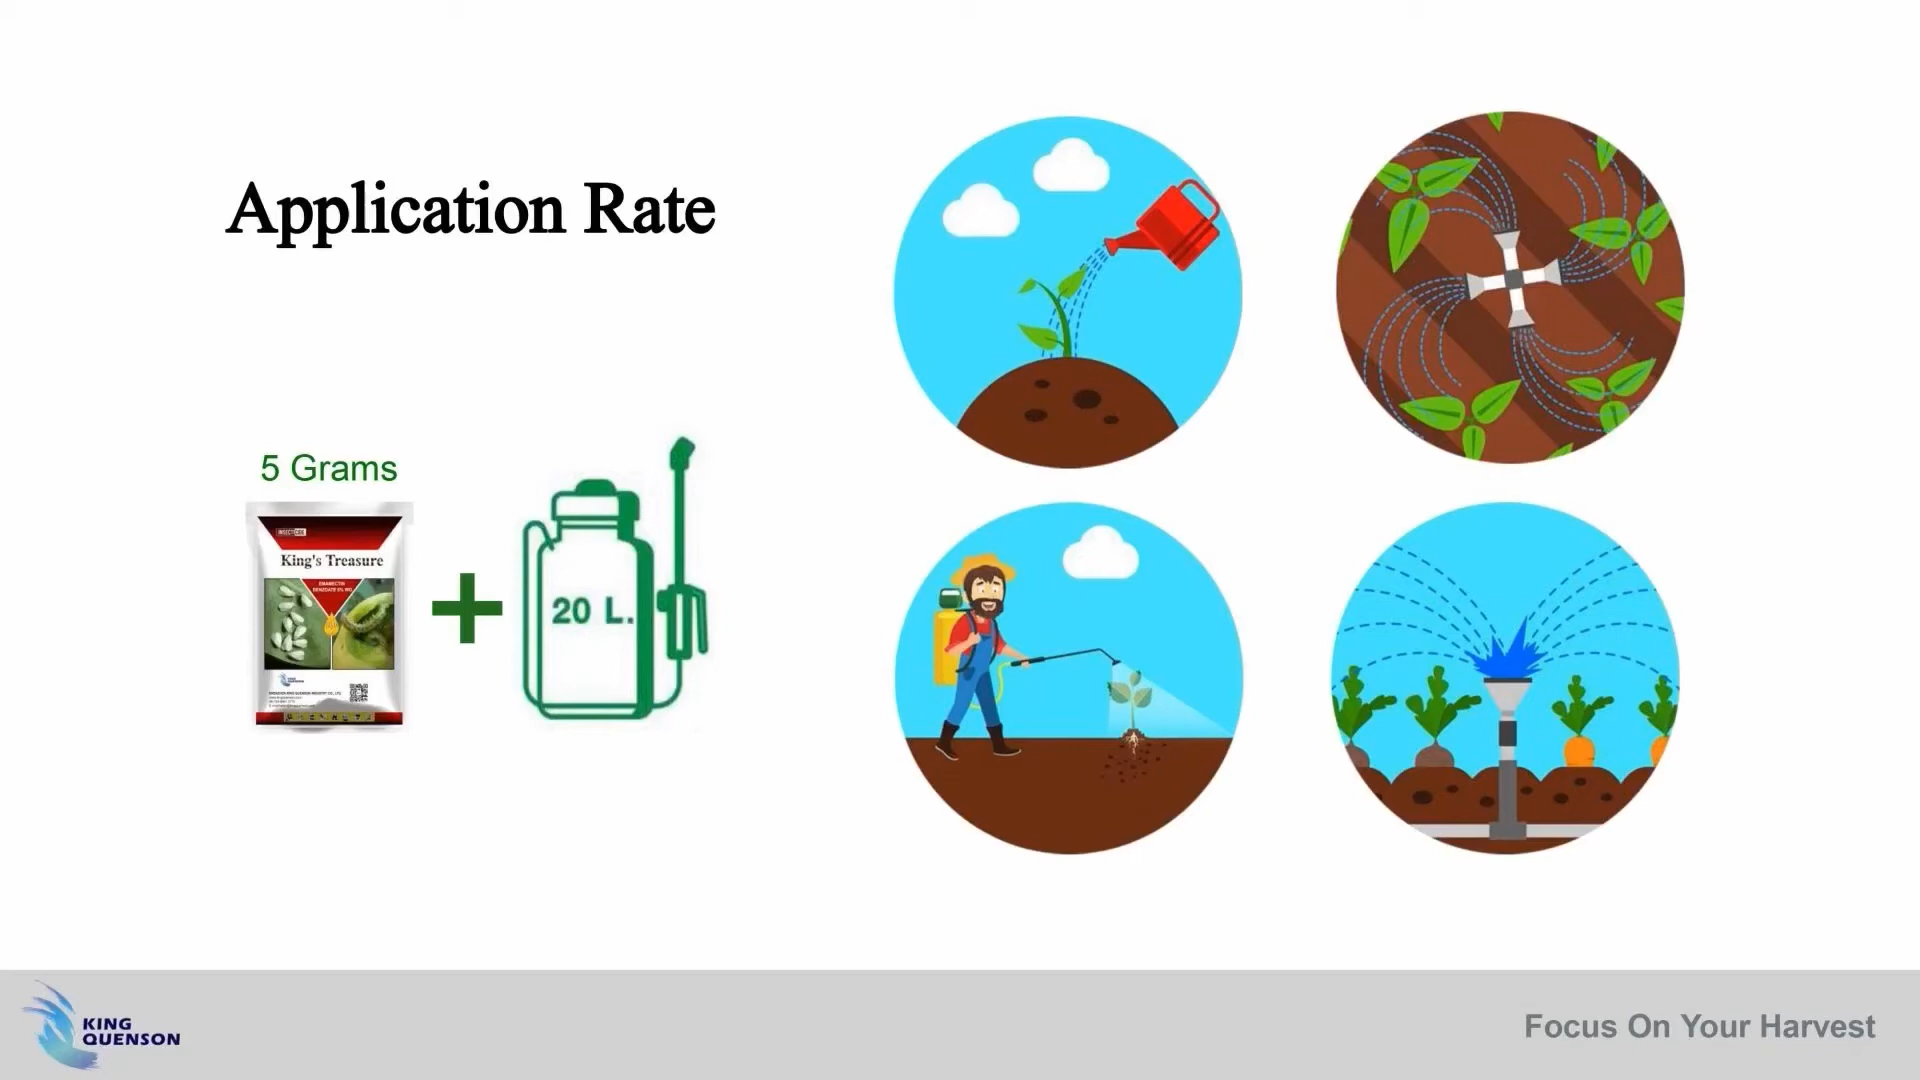 Application Rate
5 Grams
INSECTICIDE
King's Treasure
EMAMECTIN
BENZOATE 5% WG
20 L.
KING
QUENSON
Focus On Your Harvest